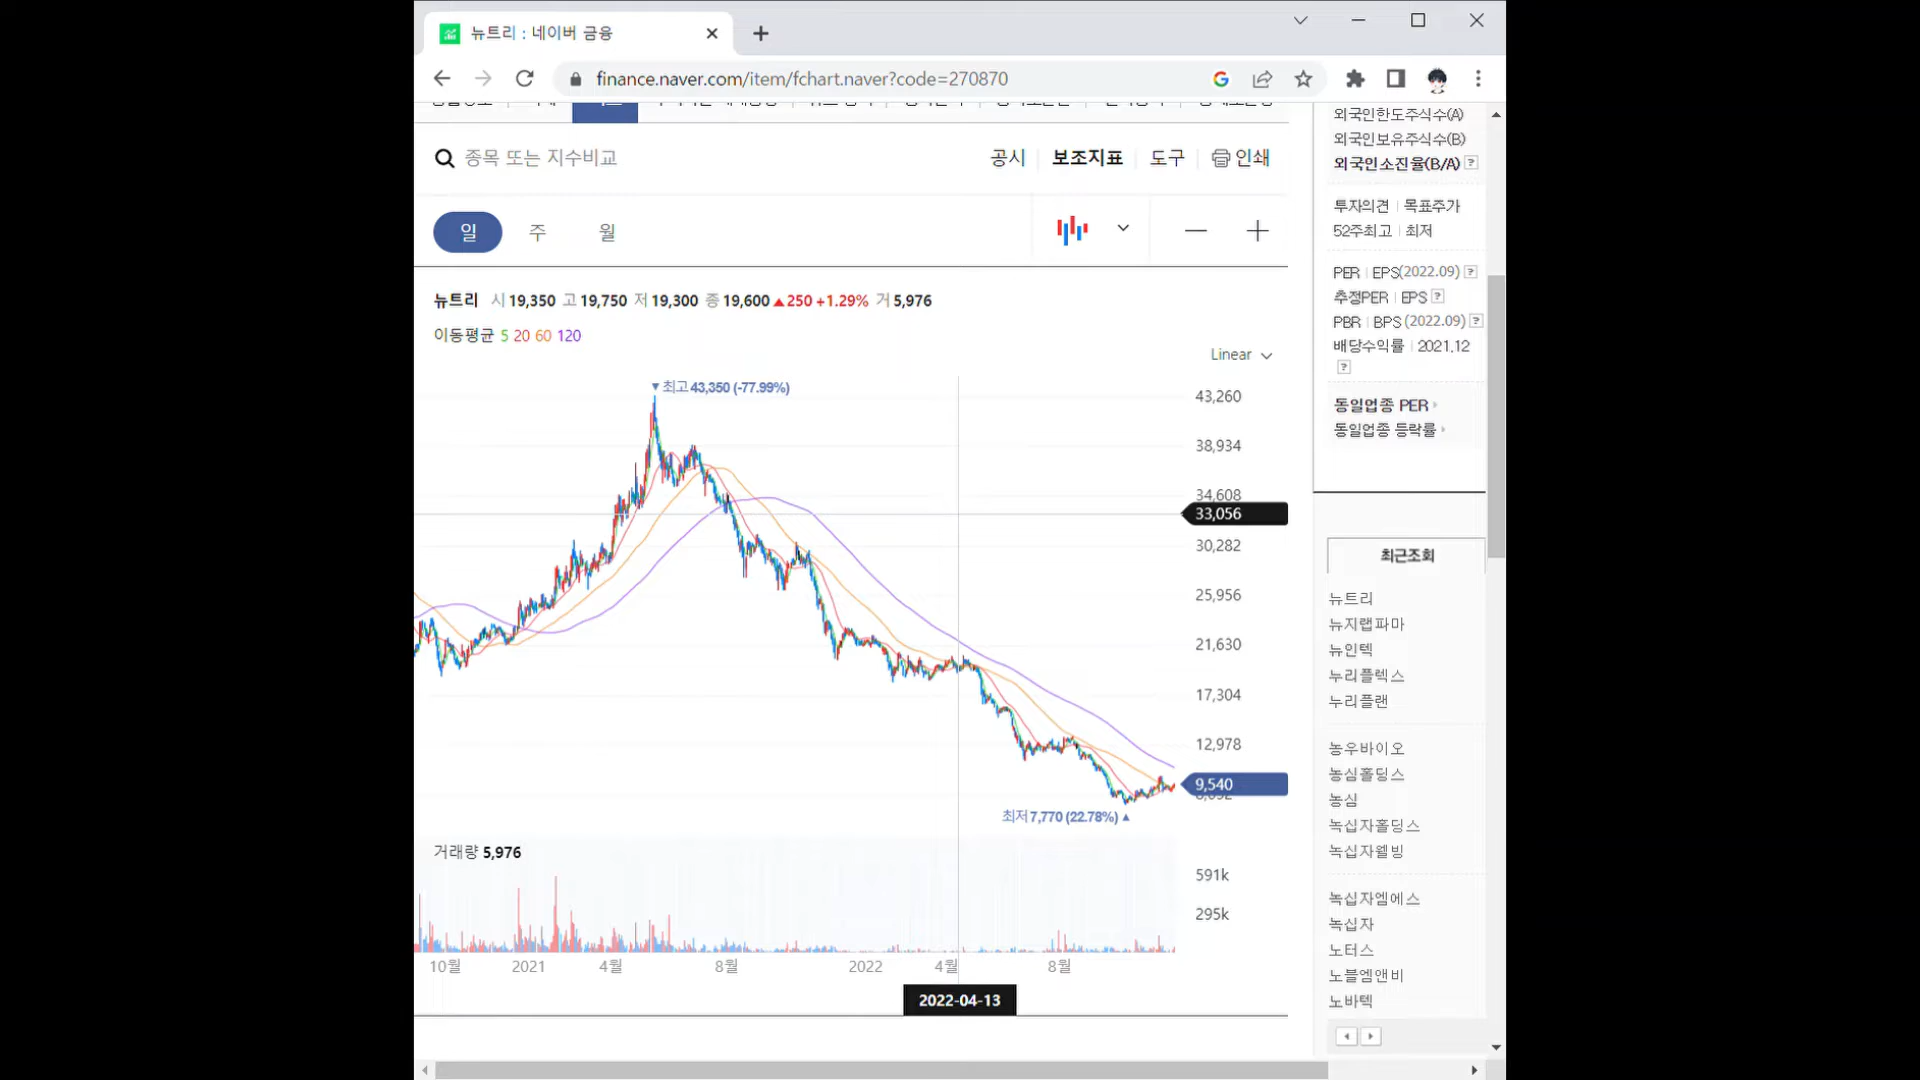 뉴트리 : 네이버 금융
finance.naver.com/item/fchart.naver?code=270870
종목 또는 지수비교
공시 보조지표 도구 인쇄
일 주 월
뉴트리 시 19,350 고 19,750 저 19,300 종 19,600 ▲250 +1.29% 거 5,976
이동평균 5 20 60 120
Linear
▼최고 43,350 (-77.99%)
43,260
38,934
34,608
33,056
30,282
25,956
21,630
17,304
12,978
9,540
최저 7,770 (22.78%) ▲
거래량 5,976
591k
295k
10월 2021 4월 8월 2022 4월 8월
2022-04-13
외국인한도주식수(A)
외국인보유주식수(B)
외국인소진율(B/A) ?
투자의견 | 목표주가
52주최고 | 최저
PER | EPS(2022.09) ?
추정PER | EPS ?
PBR | BPS (2022.09) ?
배당수익률 | 2021.12
?
동일업종 PER
동일업종 등락률
최근조회
뉴트리
뉴지랩파마
뉴인텍
누리플렉스
누리플랜
농우바이오
농심홀딩스
농심
녹십자홀딩스
녹십자웰빙
녹십자엠에스
녹십자
노터스
노블엠앤비
노바텍